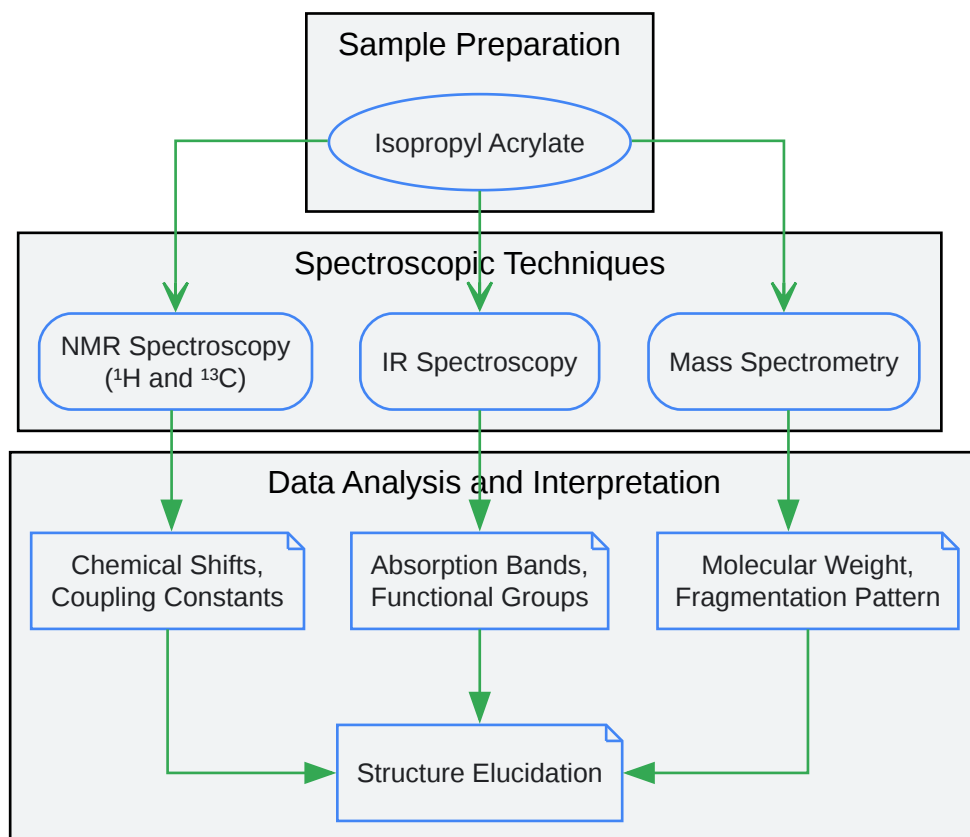 Sample Preparation
Isopropyl Acrylate
Spectroscopic Techniques
NMR Spectroscopy
(¹H and ¹³C)
IR Spectroscopy
Mass Spectrometry
Data Analysis and Interpretation
Chemical Shifts,
Coupling Constants
Absorption Bands,
Functional Groups
Molecular Weight,
Fragmentation Pattern
Structure Elucidation